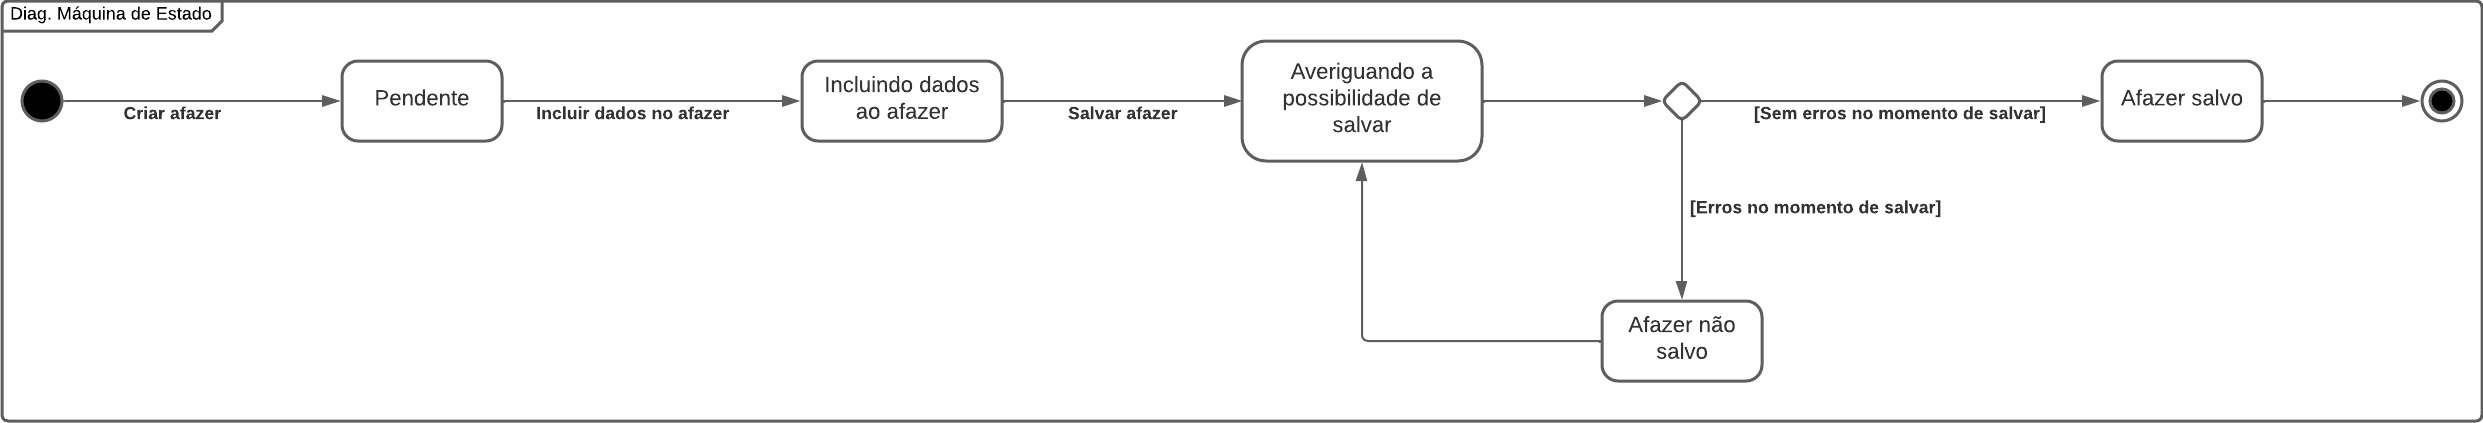 Diag. Máquina de Estado
Criar afazer
Pendente
Incluir dados no afazer
Incluindo dados
ao afazer
Salvar afazer
Averiguando a
possibilidade de
salvar
[Sem erros no momento de salvar]
Afazer salvo
[Erros no momento de salvar]
Afazer não
salvo